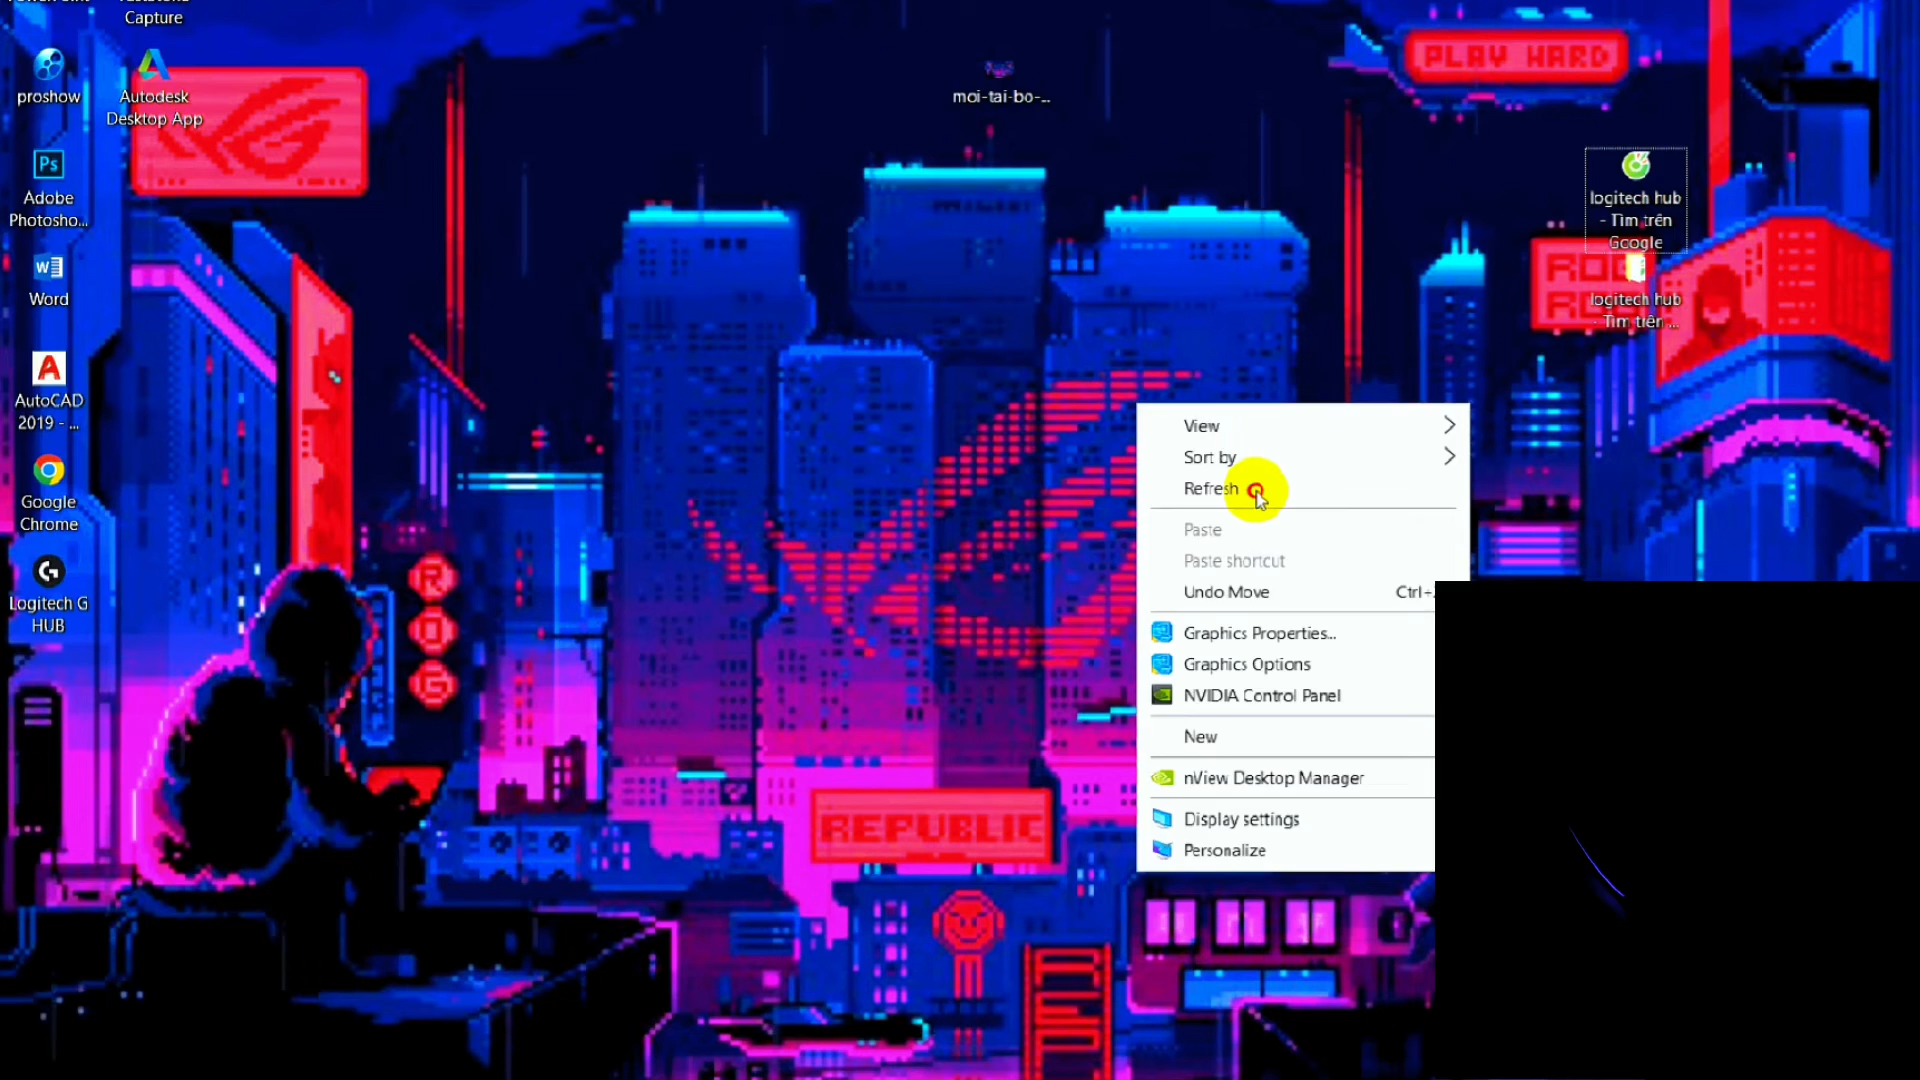 Capture
proshow
Autodesk
Desktop App
Adobe
Photosho...
Word
AutoCAD
2019 - ...
Google
Chrome
Logitech G
HUB
moi-tai-bo-...
PLAY HARD
logitech hub
- Tìm trên
Google
logitech hub
- Tìm trên ...
View
Sort by
Refresh
Paste
Paste shortcut
Undo Move Ctrl+
Graphics Properties...
Graphics Options
NVIDIA Control Panel
New
nView Desktop Manager
Display settings
Personalize
R
O
G
REPUBLIC
REP